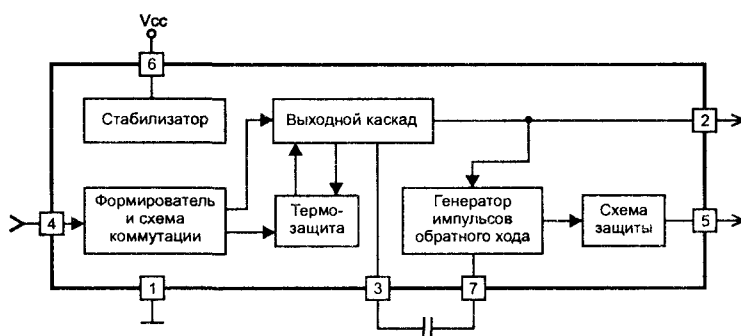 Vcc
6
Стабилизатор
Выходной каскад
2
4
Формирователь
и схема
коммутации
Термо-
защита
Генератор
импульсов
обратного хода
Схема
защиты
5
1
3
7